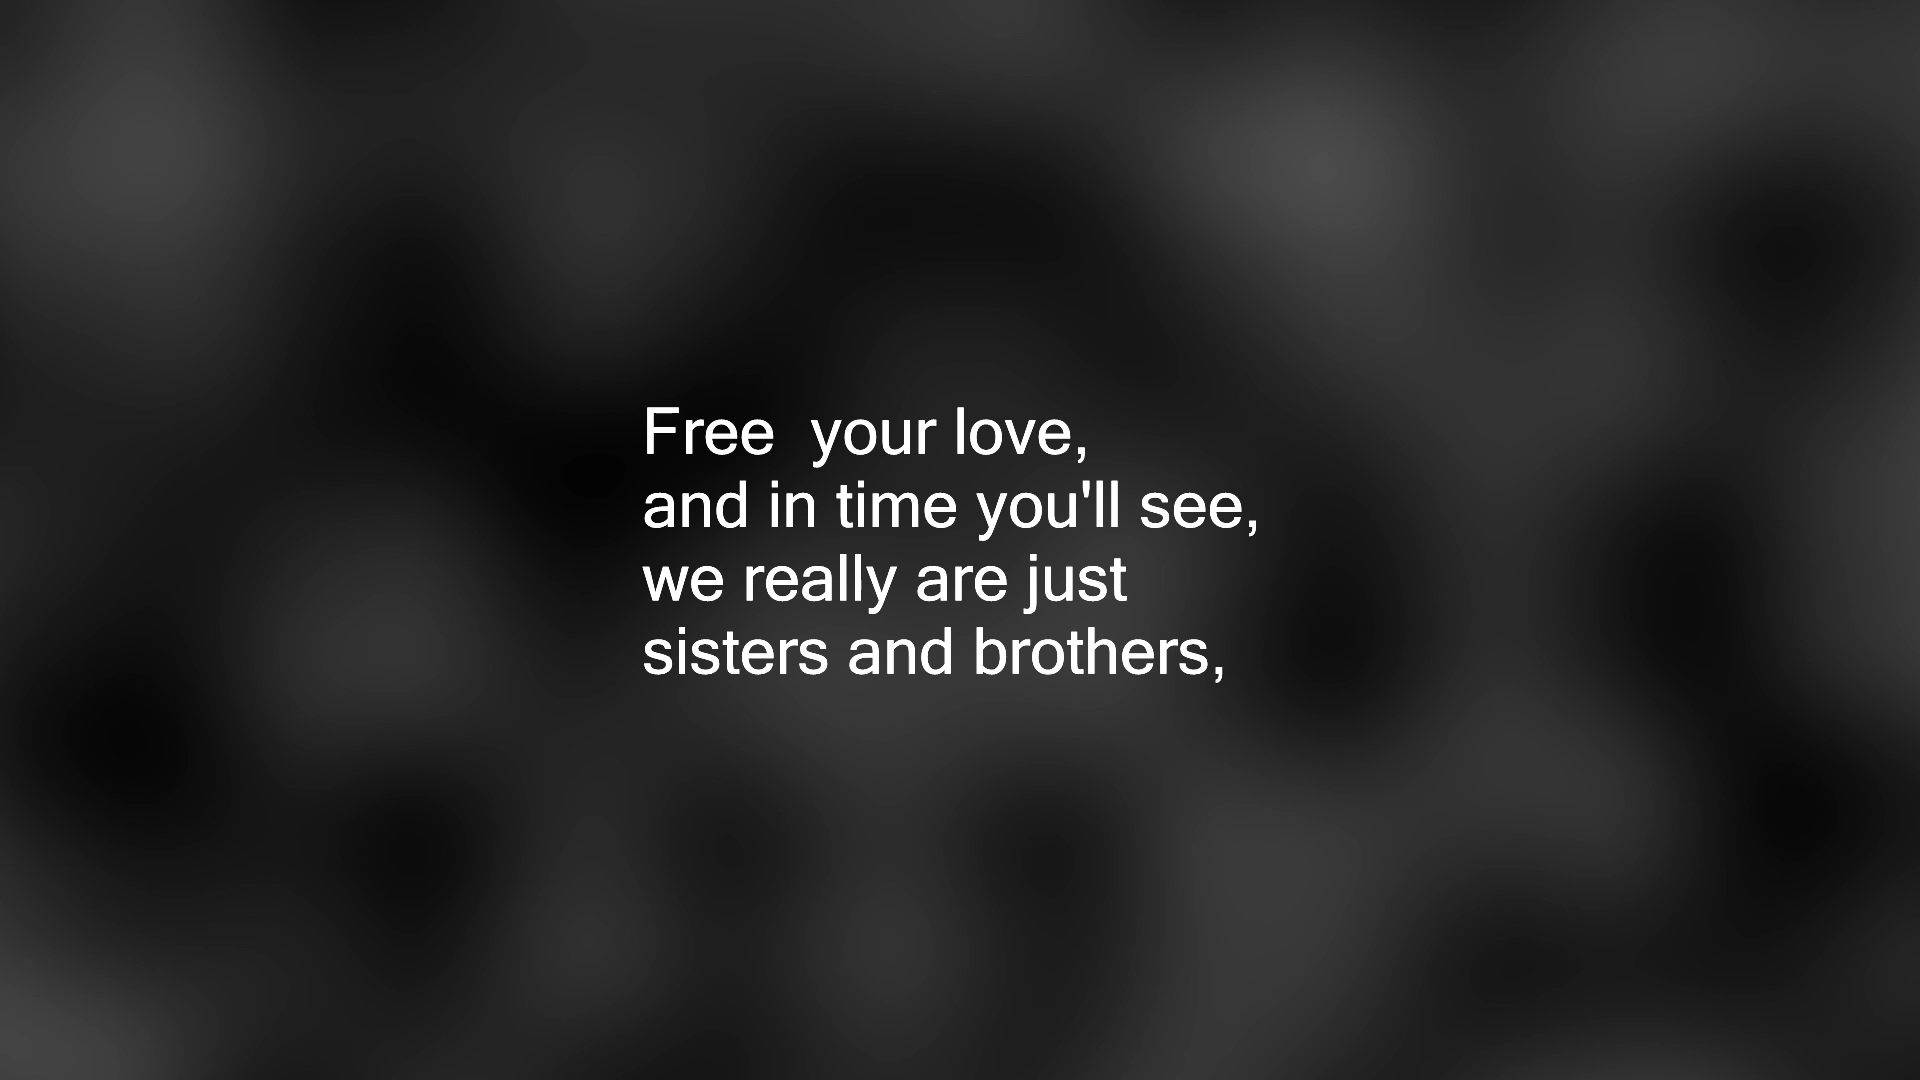 Free  your love,
and in time you'll see,
we really are just
sisters and brothers,